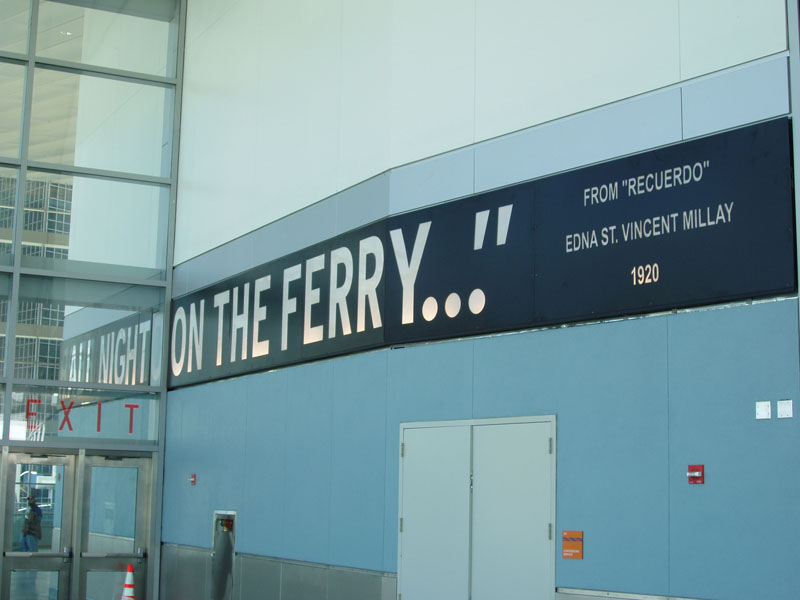 ALL NIGHT ON THE FERRY..."
FROM "RECUERDO"
EDNA ST. VINCENT MILLAY
1920
EXIT